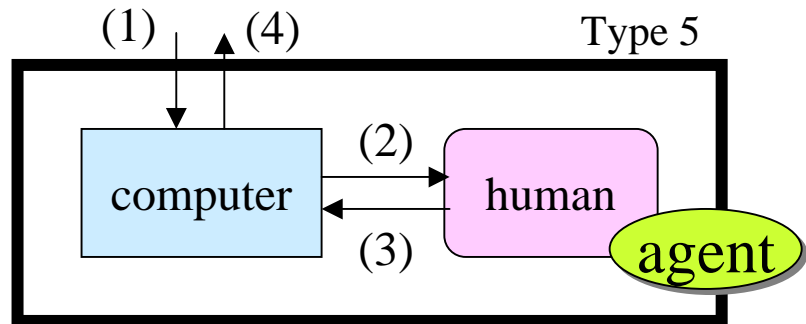 (1) (4) Type 5
(2)
computer human
(3) agent